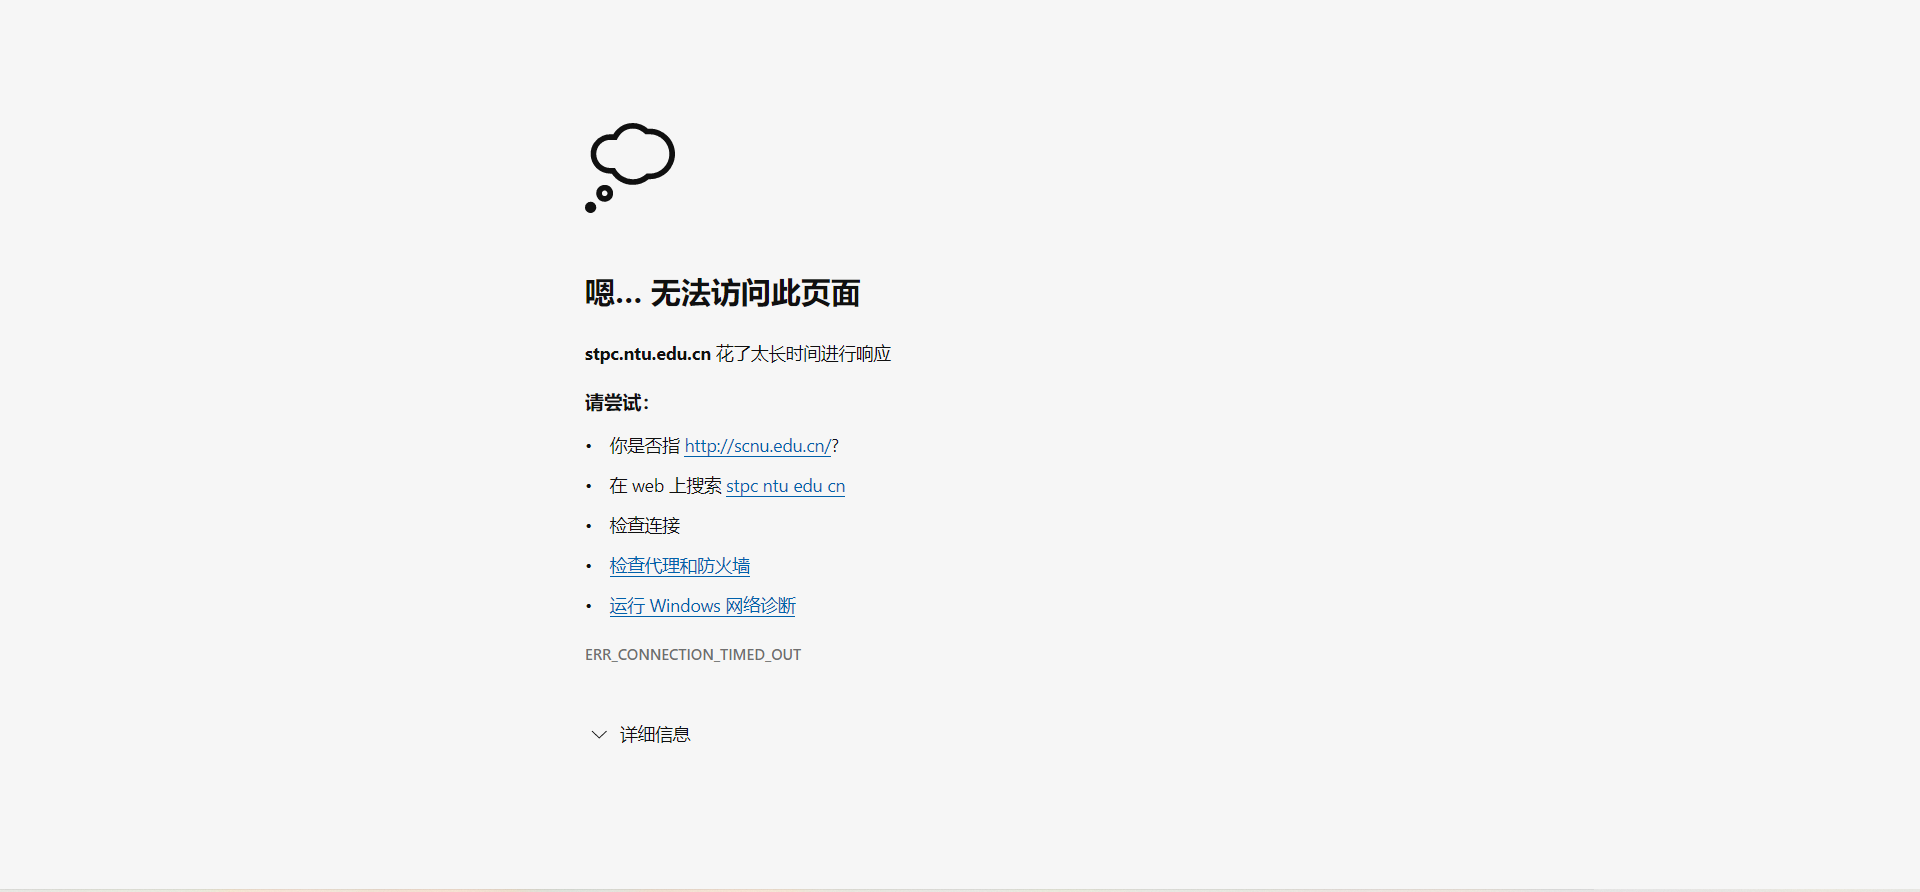 嗯… 无法访问此页面
stpc.ntu.edu.cn 花了太长时间进行响应
请尝试：
• 你是否指 http://scnu.edu.cn/?
• 在 web 上搜索 stpc ntu edu cn
• 检查连接
• 检查代理和防火墙
• 运行 Windows 网络诊断
ERR_CONNECTION_TIMED_OUT
详细信息